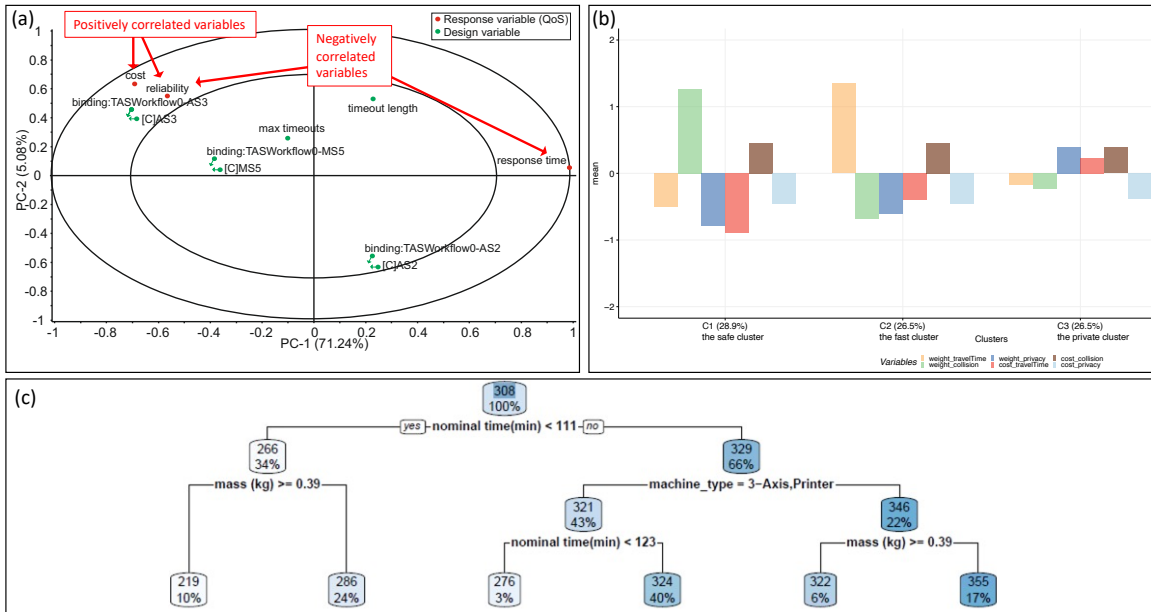 (a)
Positively correlated variables
Response variable (QoS)
Design variable
Negatively
correlated
variables
1
0.8
0.6
0.4
0.2
0
-0.2
-0.4
-0.6
-0.8
-1
PC-2 (5.08%)
cost
reliability
binding:TASWorkflow0-AS3
[C]AS3
timeout length
max timeouts
binding:TASWorkflow0-MS5
[C]MS5
response time
binding:TASWorkflow0-AS2
[C]AS2
-1 -0.8 -0.6 -0.4 -0.2 0 0.2 0.4 0.6 0.8 1
PC-1 (71.24%)
(b)
2
1
0
-1
-2
mean
C1 (28.9%) C2 (26.5%) C3 (26.5%)
the safe cluster the fast cluster Clusters the private cluster
Variables weight_travelTime weight_privacy cost_collision
weight_collision cost_travelTime cost_privacy
(c)
308
100%
yes nominal time(min) < 111 no
266 329
34% 66%
mass (kg) >= 0.39 machine_type = 3-Axis,Printer
321 346
43% 22%
nominal time(min) < 123 mass (kg) >= 0.39
219 286 276 324 322 355
10% 24% 3% 40% 6% 17%